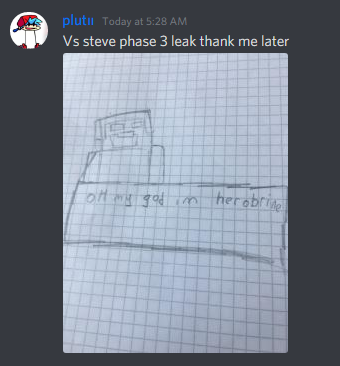 plutii Today at 5:28 AM
Vs steve phase 3 leak thank me later
oH my god im herobrine